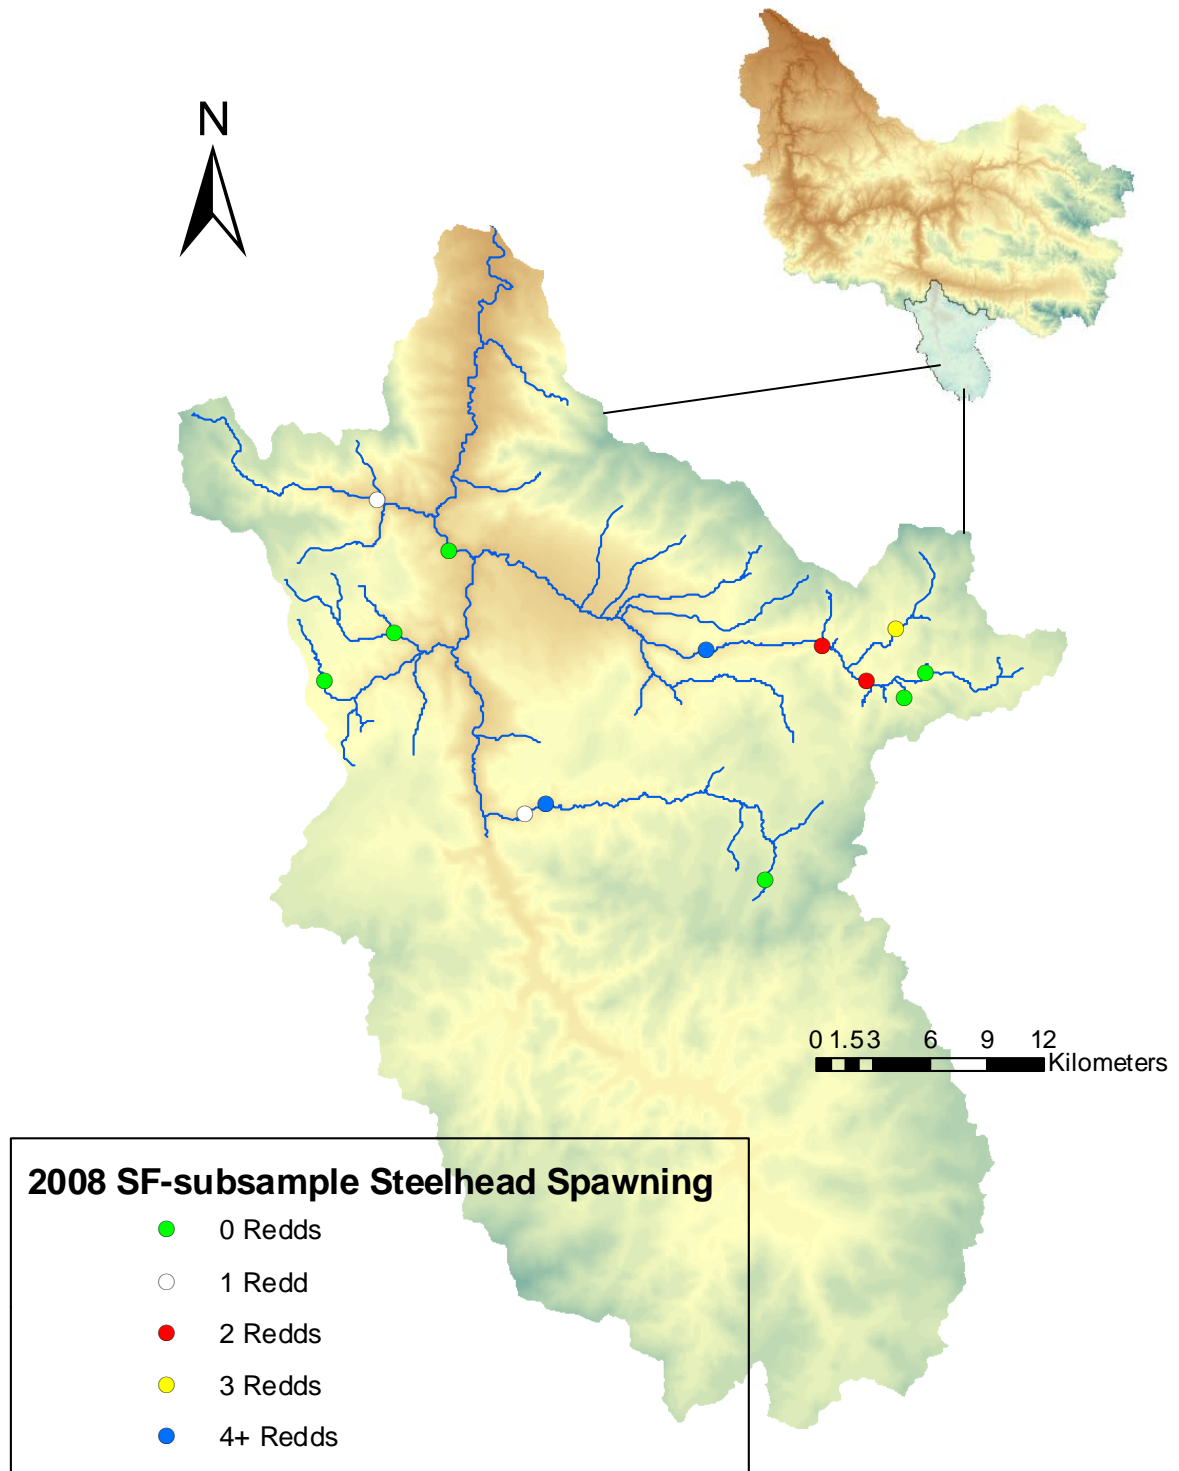 N
0 1.5 3 6 9 12
Kilometers
2008 SF-subsample Steelhead Spawning
0 Redds
1 Redd
2 Redds
3 Redds
4+ Redds